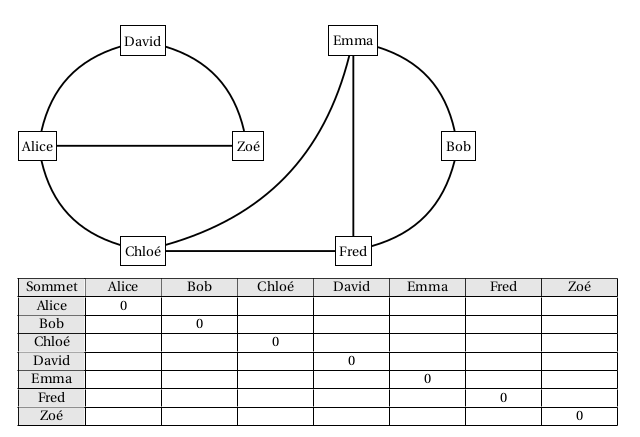 David
Emma
Alice
Zoé
Bob
Chloé
Fred
Sommet Alice Bob Chloé David Emma Fred Zoé
Alice 0
Bob 0
Chloé 0
David 0
Emma 0
Fred 0
Zoé 0